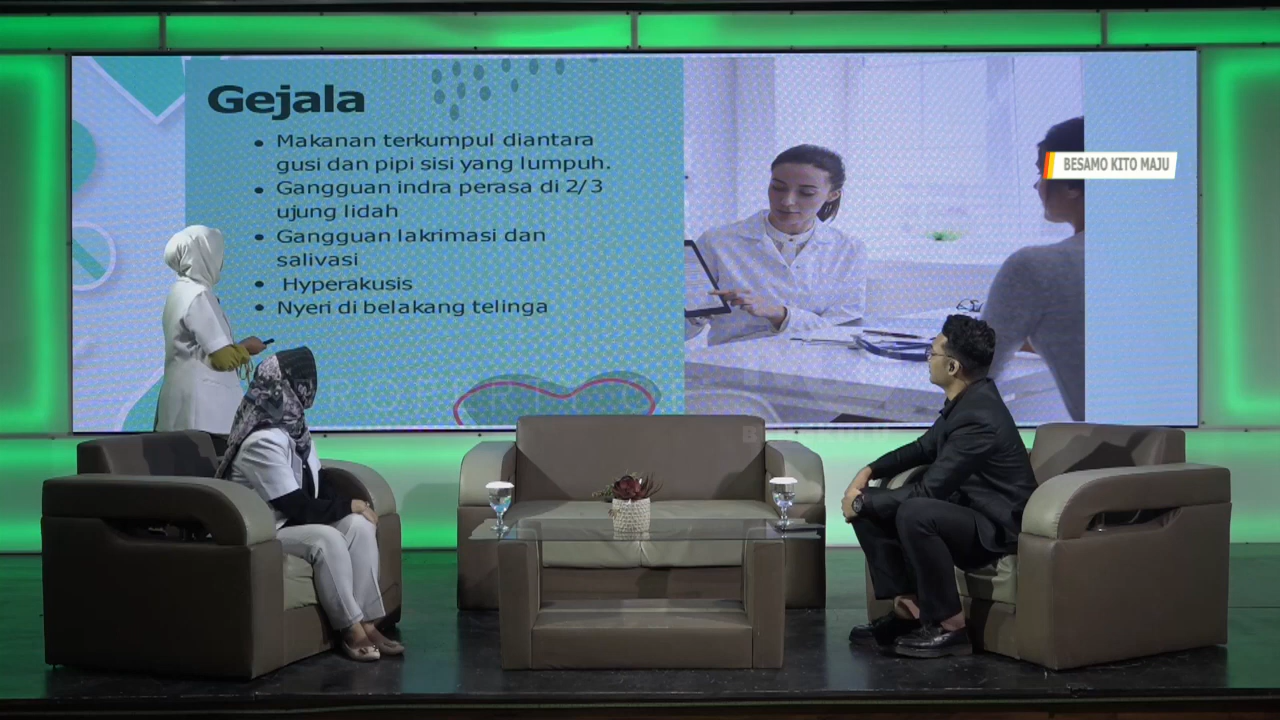 Gejala
Makanan terkumpul diantara
gusi dan pipi sisi yang lumpuh.
Gangguan indra perasa di 2/3
ujung lidah
Gangguan lakrimasi dan
salivasi
Hyperakusis
Nyeri di belakang telinga
BESAMO KITO MAJU